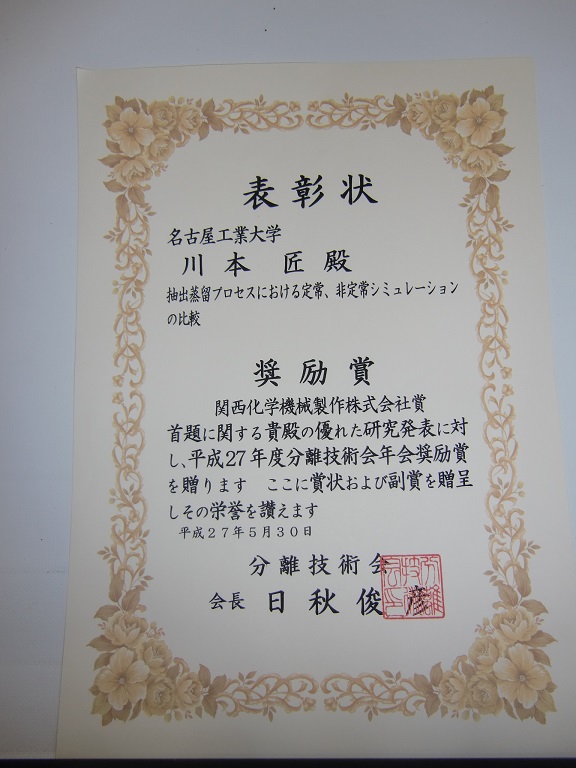 表彰状
名古屋工業大学
川本 匠殿
抽出蒸留プロセスにおける定常、非定常シミュレーション
の比較
奨励賞
関西化学機械製作株式会社賞
首題に関する貴殿の優れた研究発表に対
し、平成27年度分離技術会年会奨励賞
を贈ります ここに賞状および副賞を贈呈
しその栄誉を讃えます
平成27年5月30日
分離技術会
会長 日秋俊彦